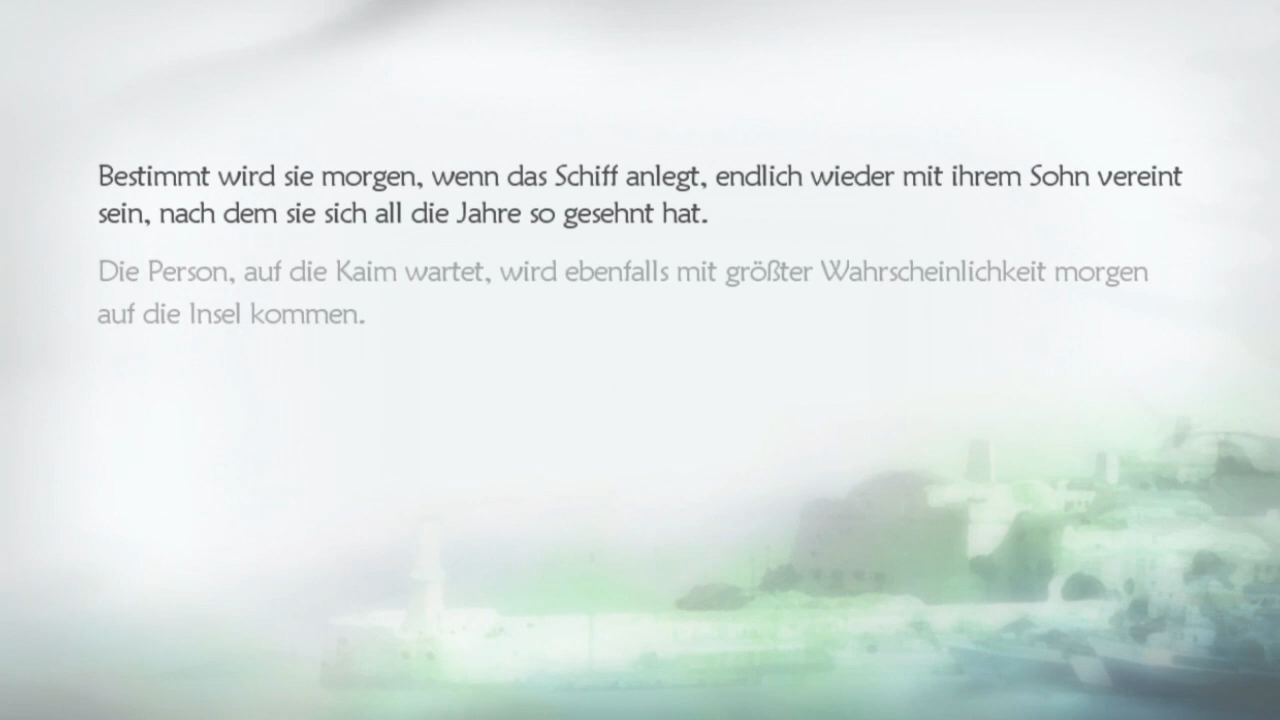 Bestimmt wird sie morgen, wenn das Schiff anlegt, endlich wieder mit ihrem Sohn vereint
sein, nach dem sie sich all die Jahre so gesehnt hat.
Die Person, auf die Kaim wartet, wird ebenfalls mit größter Wahrscheinlichkeit morgen
auf die Insel kommen.